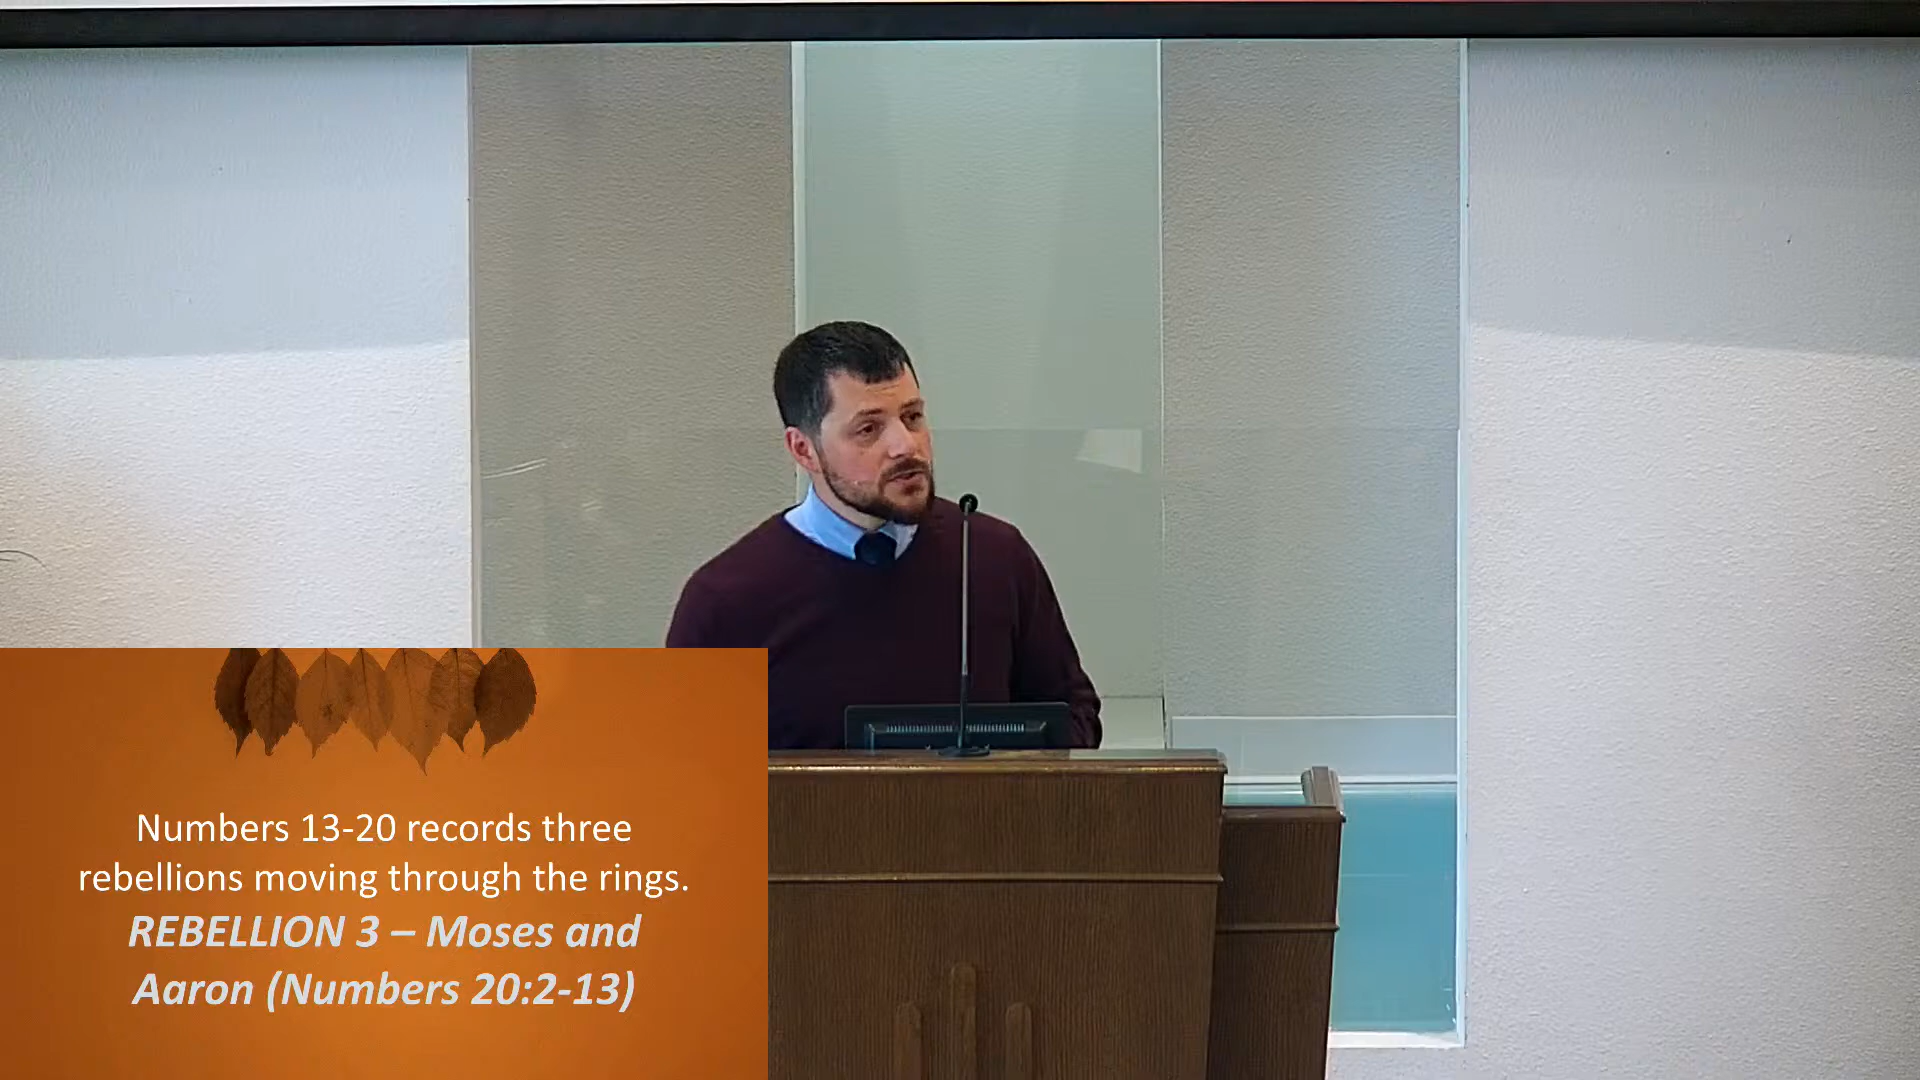 Numbers 13-20 records three
rebellions moving through the rings.
REBELLION 3 – Moses and
Aaron (Numbers 20:2-13)